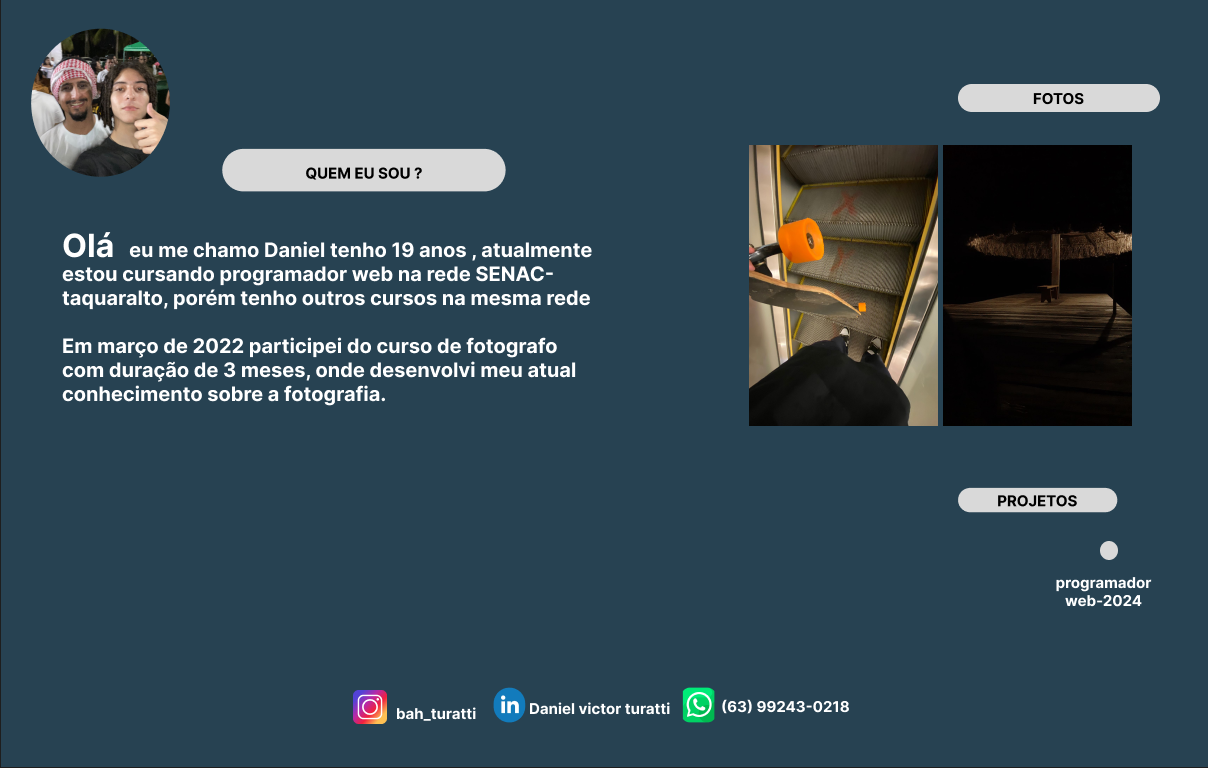 FOTOS
QUEM EU SOU ?
Olá eu me chamo Daniel tenho 19 anos , atualmente
estou cursando programador web na rede SENAC-
taquaralto, porém tenho outros cursos na mesma rede
Em março de 2022 participei do curso de fotografo
com duração de 3 meses, onde desenvolvi meu atual
conhecimento sobre a fotografia.
PROJETOS
programador
web-2024
bah_turatti
in
Daniel victor turatti
(63) 99243-0218